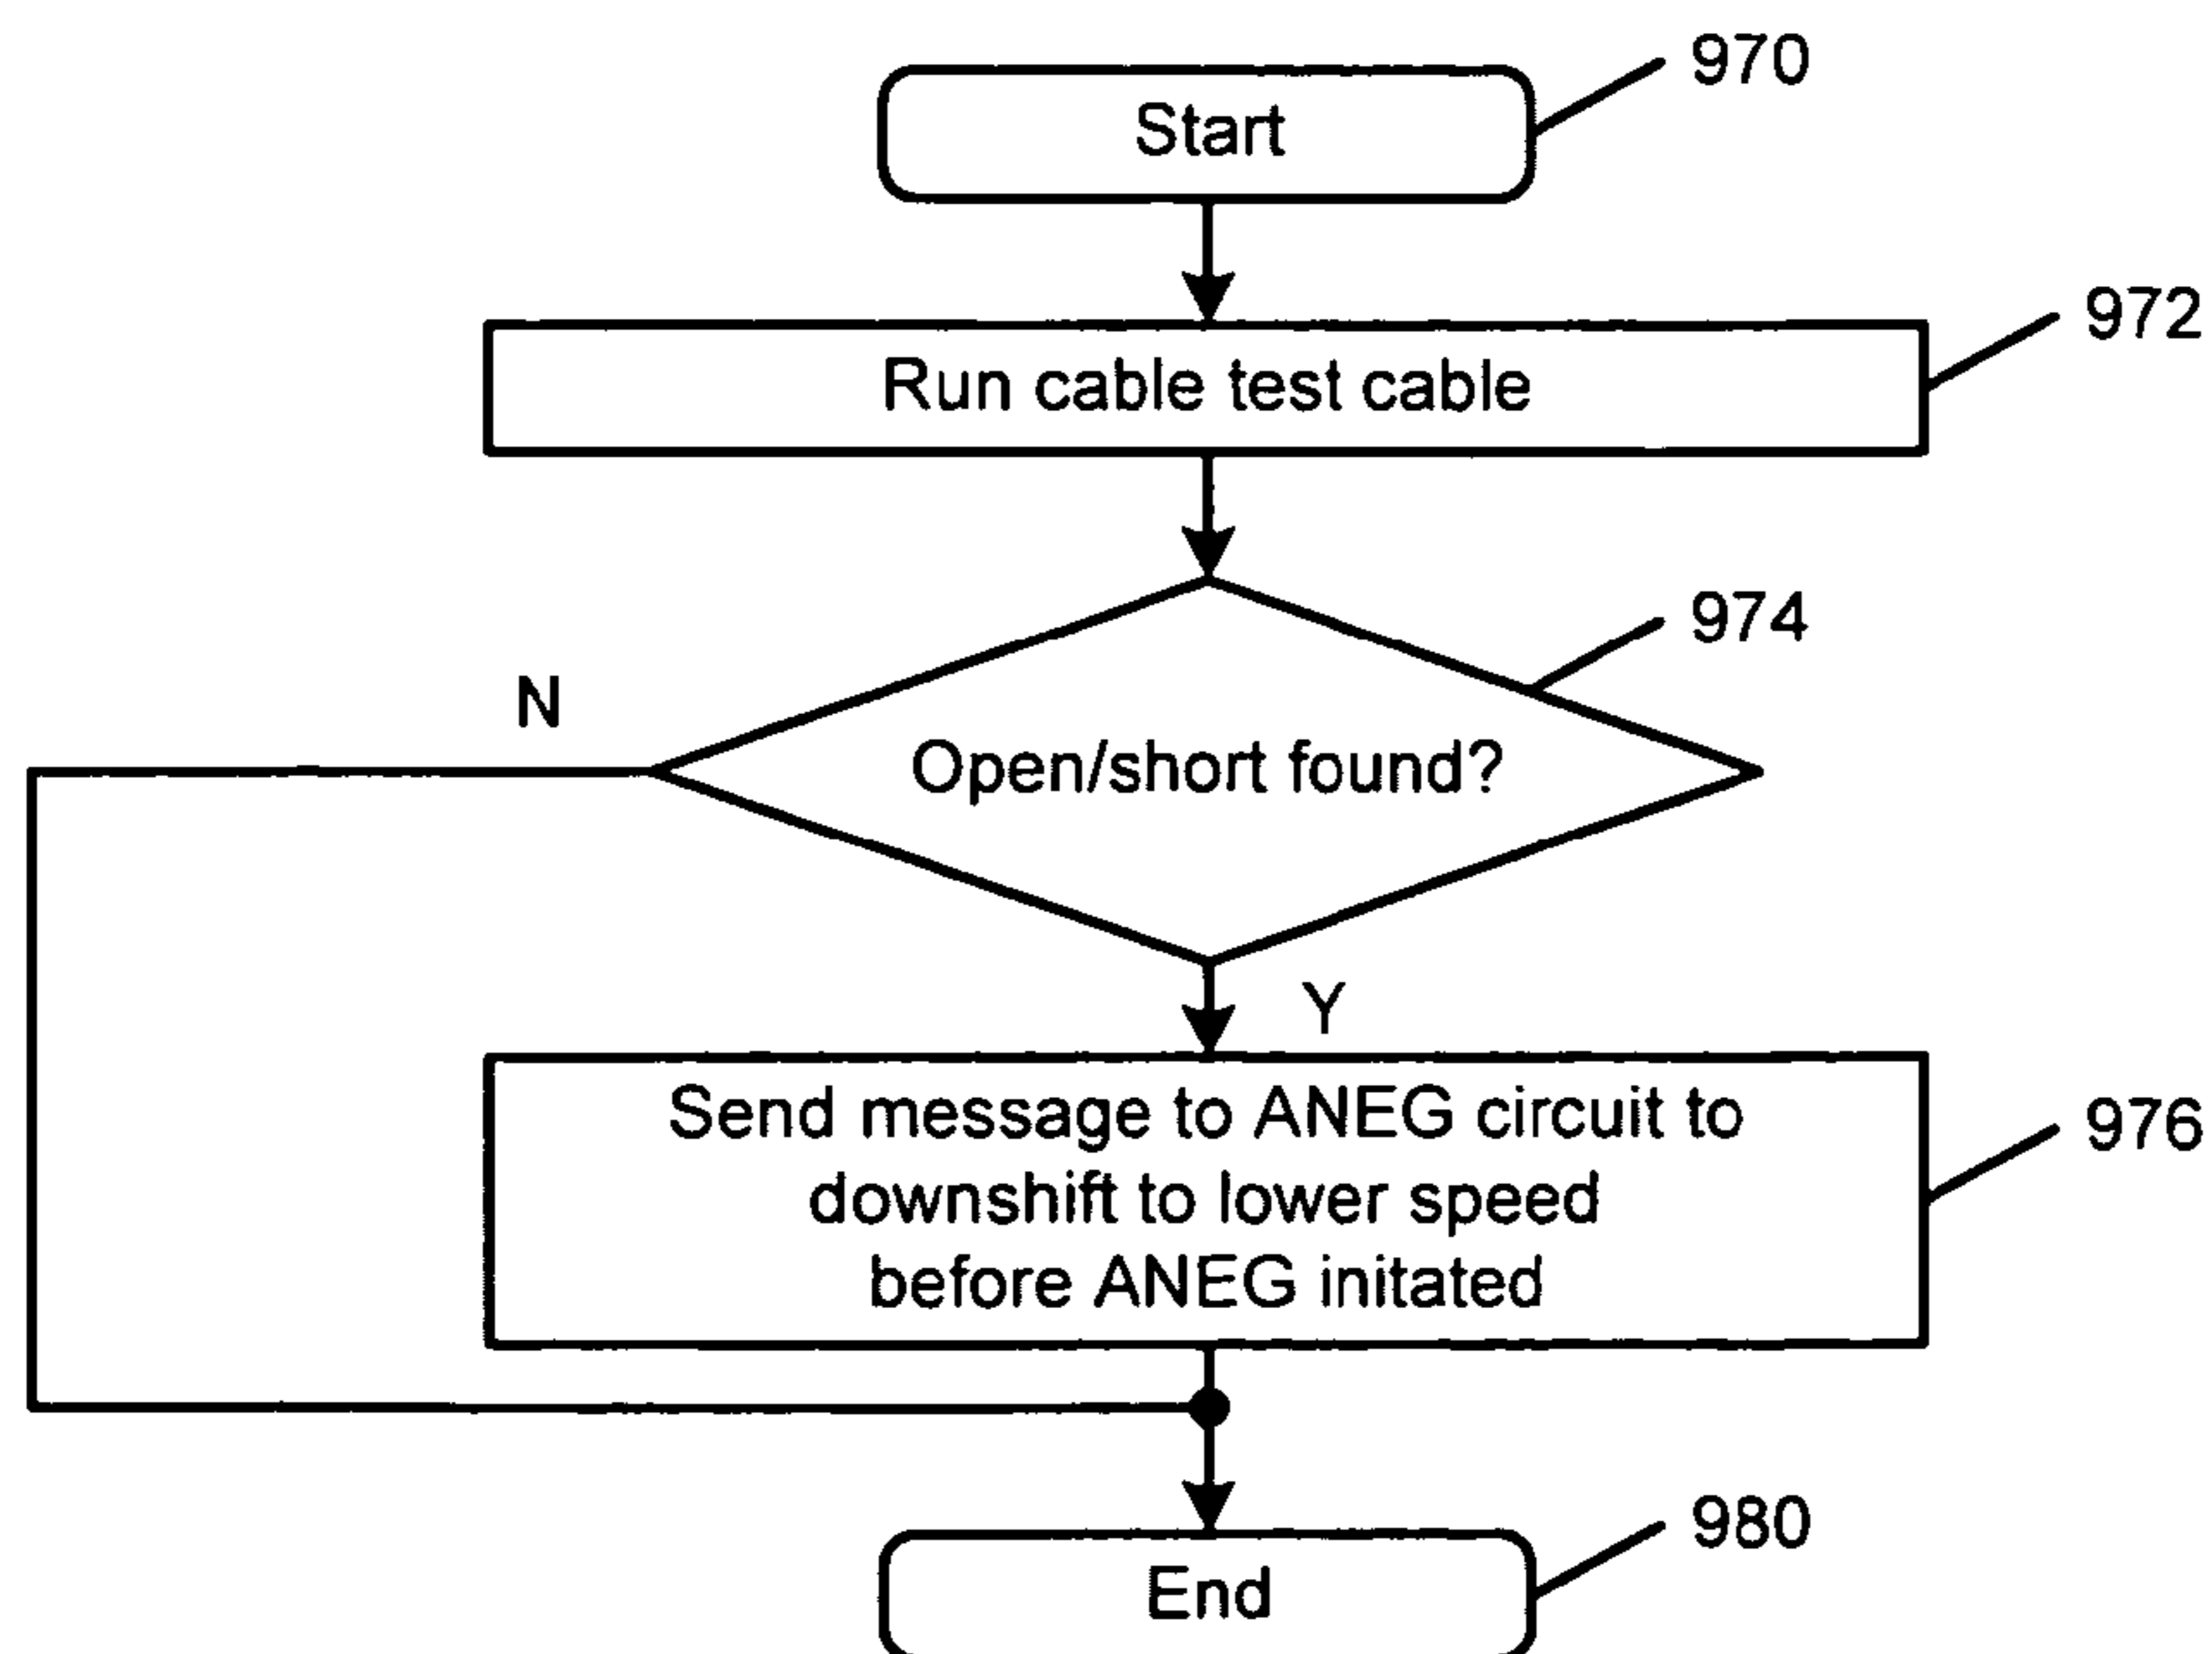 970
Start
972
Run cable test cable
974
N
Open/short found?
Y
Send message to ANEG circuit to
downshift to lower speed
before ANEG initated
976
980
End